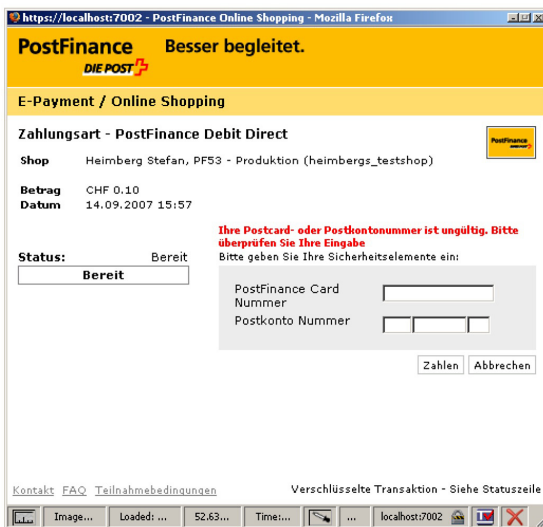 https://localhost:7002 - PostFinance Online Shopping - Mozilla Firefox
PostFinance Besser begleitet.
DIE POST
E-Payment / Online Shopping
Zahlungsart - PostFinance Debit Direct
PostFinance
Shop Heimberg Stefan, PF53 - Produktion (heimbergs_testshop)
Betrag CHF 0.10
Datum 14.09.2007 15:57
Ihre Postcard- oder Postkontonummer ist ungültig. Bitte
überprüfen Sie Ihre Eingabe
Status: Bereit Bitte geben Sie Ihre Sicherheitselemente ein:
Bereit
PostFinance Card
Nummer
Postkonto Nummer
Zahlen Abbrechen
Kontakt FAQ Teilnahmebedingungen Verschlüsselte Transaktion - Siehe Statuszeile
Image... Loaded: ... 52.63... Time:... ... localhost:7002